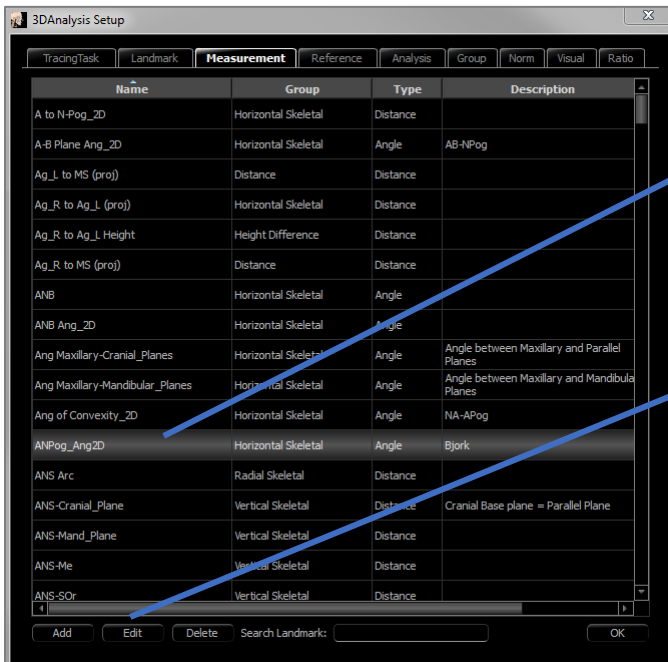 3DAnalysis Setup
TracingTask Landmark Measurement Reference Analysis Group Norm Visual Ratio
Name Group Type Description
A to N-Pog_2D Horizontal Skeletal Distance
A-B Plane Ang_2D Horizontal Skeletal Angle AB-NPog
Ag_L to MS (proj) Distance Distance
Ag_R to Ag_L (proj) Horizontal Skeletal Distance
Ag_R to Ag_L Height Height Difference Distance
Ag_R to MS (proj) Distance Distance
ANB Horizontal Skeletal Angle
ANB Ang_2D Horizontal Skeletal Angle
Ang Maxillary-Cranial_Planes Horizontal Skeletal Angle Angle between Maxillary and Parallel
Planes
Ang Maxillary-Mandibular_Planes Horizontal Skeletal Angle Angle between Maxillary and Mandibula
Planes
Ang of Convexity_2D Horizontal Skeletal Angle NA-APog
ANPog_Ang2D Horizontal Skeletal Angle Bjork
ANS Arc Radial Skeletal Distance
ANS-Cranial_Plane Vertical Skeletal Distance Cranial Base plane = Parallel Plane
ANS-Mand_Plane Vertical Skeletal Distance
ANS-Me Vertical Skeletal Distance
ANS-SOr Vertical Skeletal Distance
Add Edit Delete Search Landmark: OK